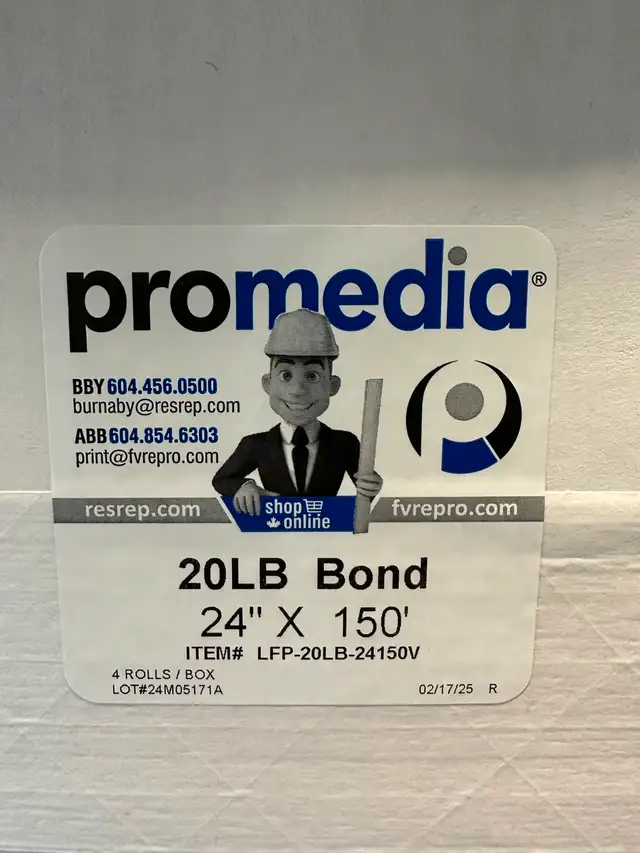 promedia®
BBY 604.456.0500
burnaby@resrep.com
ABB 604.854.6303
print@fvrepro.com
resrep.com
shop
online
fvrepro.com
20LB Bond
24" X 150'
ITEM# LFP-20LB-24150V
4 ROLLS / BOX
LOT#24M05171A
02/17/25 R